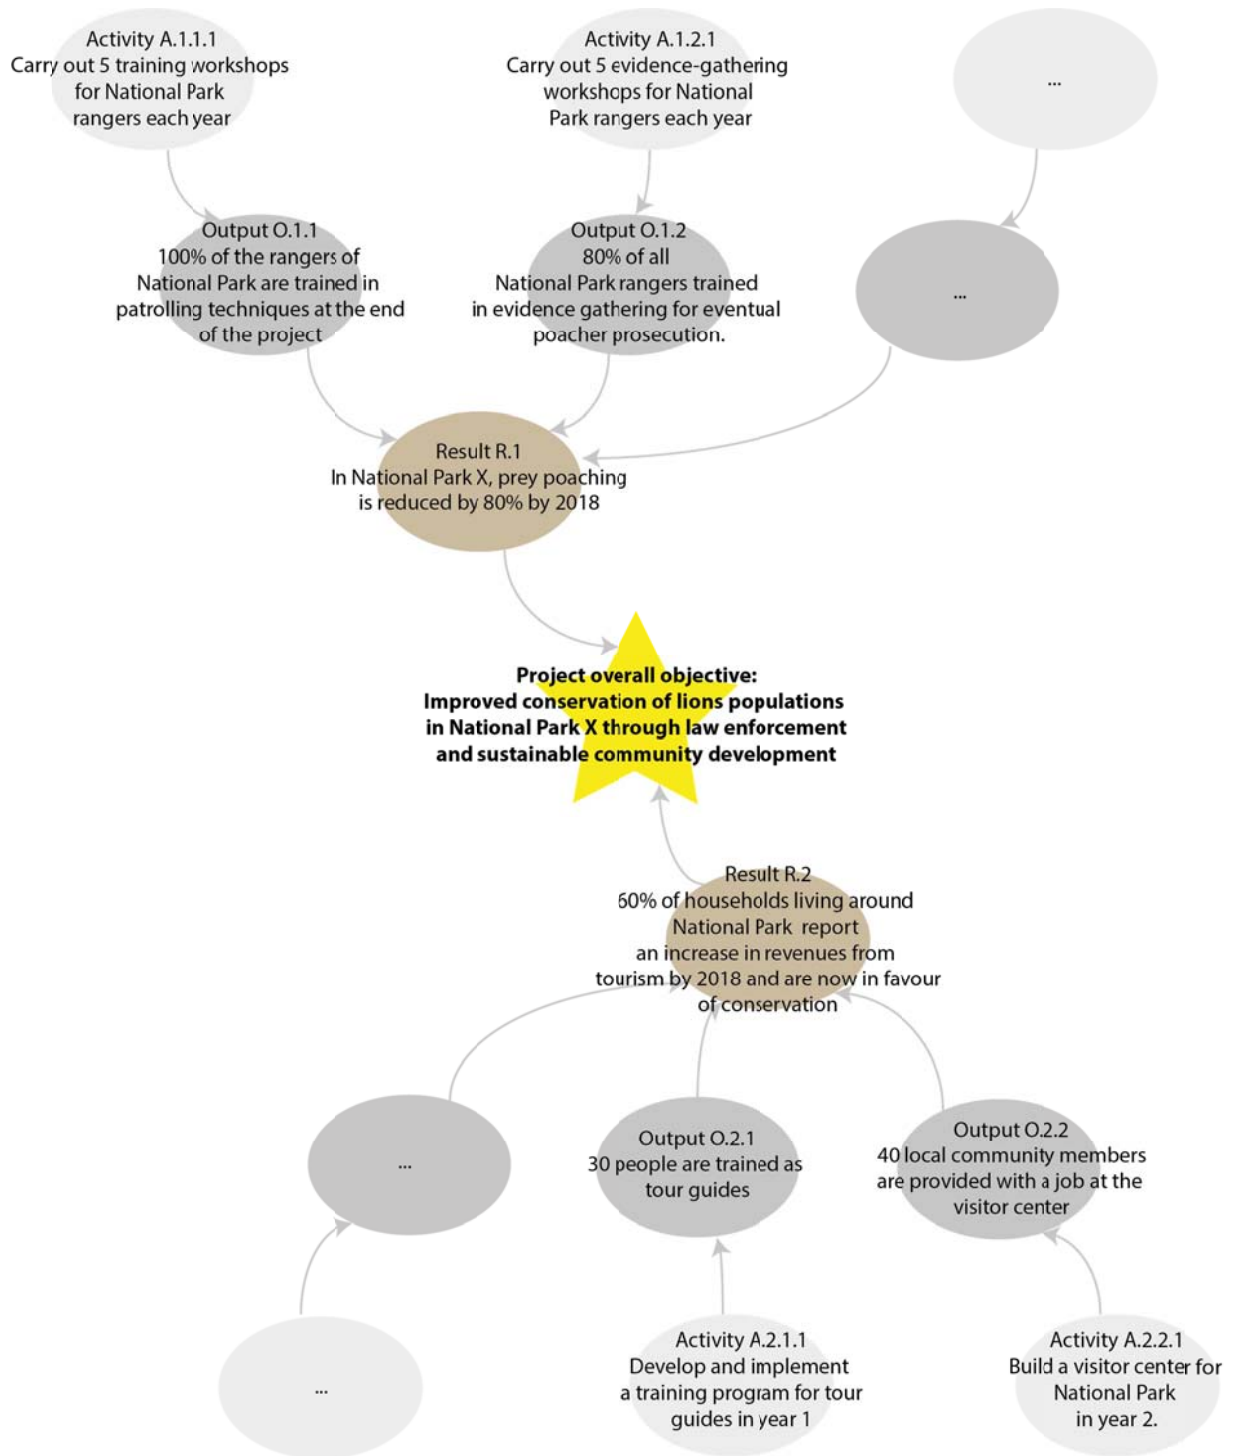 Activity A.1.1.1
Carry out 5 training workshops
for National Park
rangers each year
Activity A.1.2.1
Carry out 5 evidence-gathering
workshops for National
Park rangers each year
...
Output O.1.1
100% of the rangers of
National Park are trained in
patrolling techniques at the end
of the project
Output O.1.2
80% of all
National Park rangers trained
in evidence gathering for eventual
poacher prosecution.
...
Result R.1
In National Park X, prey poaching
is reduced by 80% by 2018
Project overall objective:
Improved conservation of lions populations
in National Park X through law enforcement
and sustainable community development
Result R.2
60% of households living around
National Park report
an increase in revenues from
tourism by 2018 and are now in favour
of conservation
...
Output O.2.1
30 people are trained as
tour guides
Output O.2.2
40 local community members
are provided with a job at the
visitor center
...
Activity A.2.1.1
Develop and implement
a training program for tour
guides in year 1
Activity A.2.2.1
Build a visitor center for
National Park
in year 2.